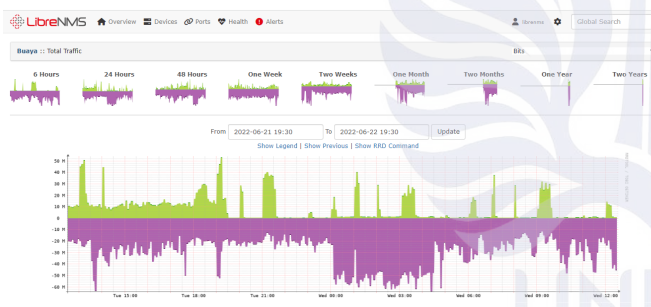 LibreNMS Overview Devices Ports Health Alerts librenms Global Search
Buaya :: Total Traffic Bits
6 Hours 24 Hours 48 Hours One Week Two Weeks One Month Two Months One Year Two Years
From 2022-06-21 19:30 To 2022-06-22 19:30 Update
Show Legend | Show Previous | Show RRD Command
50 M
40 M
30 M
20 M
10 M
0
-10 M
-20 M
-30 M
-40 M
-50 M
-60 M
Tue 15:00 Tue 18:00 Tue 21:00 Wed 00:00 Wed 03:00 Wed 06:00 Wed 09:00 Wed 12:00